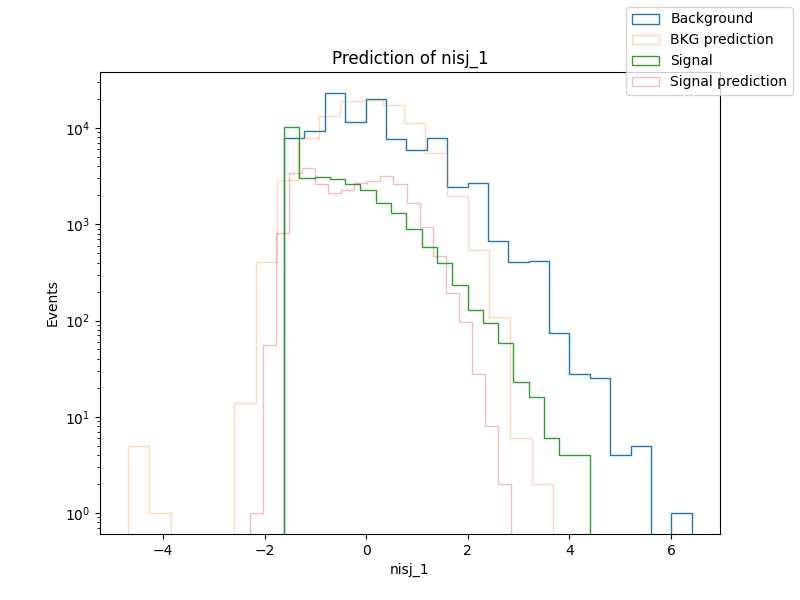 Prediction of nisj_1
Background
BKG prediction
Signal
Signal prediction
Events
10⁴
10³
10²
10¹
10⁰
−4 −2 0 2 4 6
nisj_1